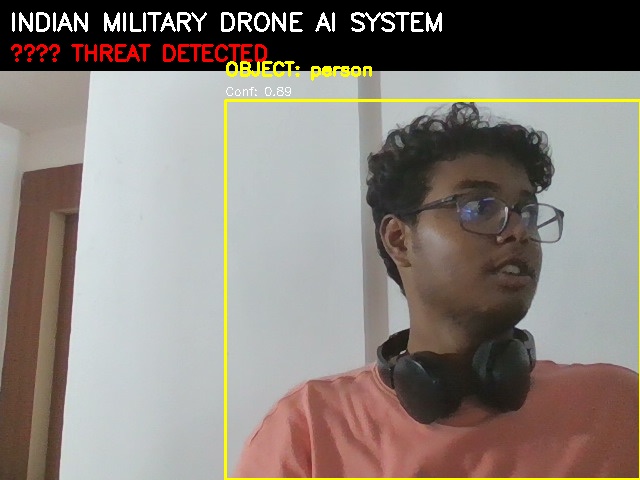 INDIAN MILITARY DRONE AI SYSTEM
???? THREAT DETECTED
OBJECT: person
Conf: 0.89